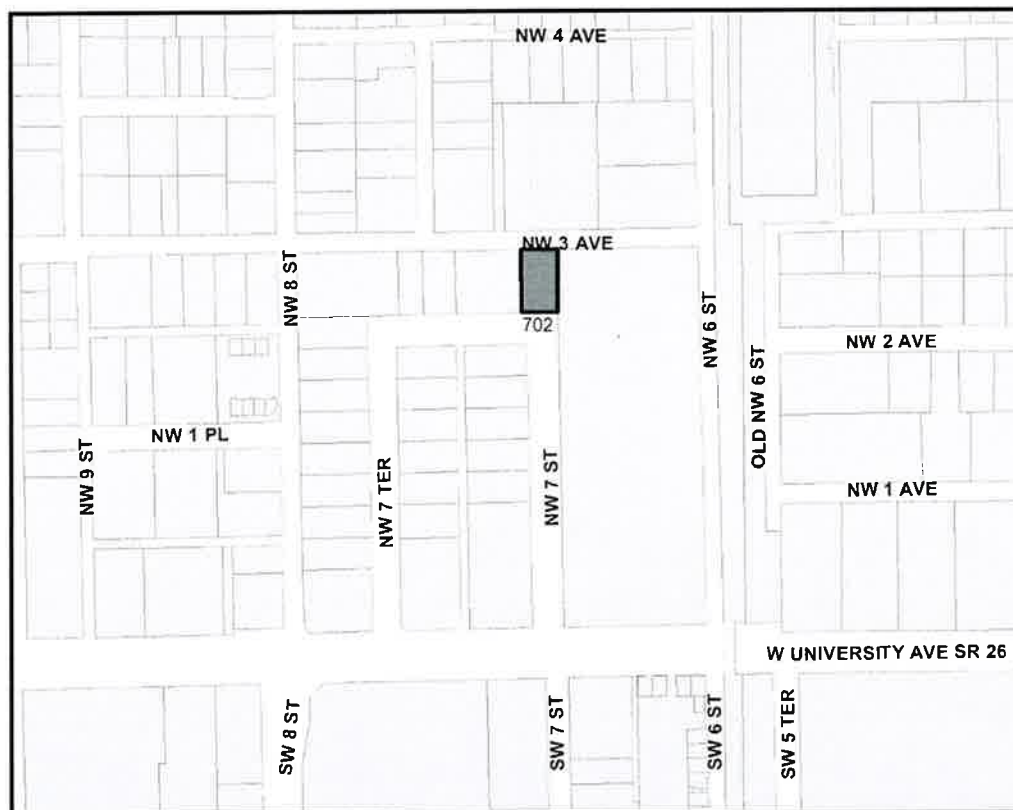 NW 4 AVE
NW 3 AVE
NW 8 ST
702
NW 6 ST
OLD NW 6 ST
NW 2 AVE
NW 1 PL
NW 9 ST
NW 7 TER
NW 7 ST
NW 1 AVE
W UNIVERSITY AVE SR 26
SW 8 ST
SW 7 ST
SW 6 ST
SW 5 TER